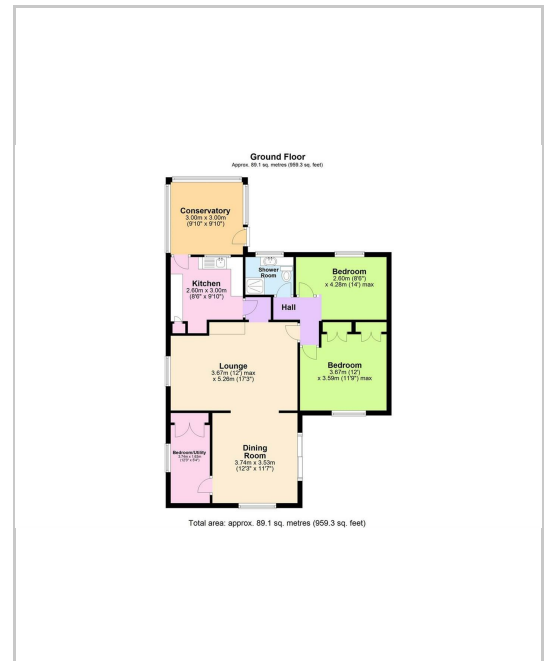 Ground Floor
Approx. 89.1 sq. metres (959.3 sq. feet)
Conservatory
3.00m x 3.00m
(9'10" x 9'10")
Kitchen
2.60m x 3.00m
(8'6" x 9'10")
Shower
Room
Bedroom
2.60m (8'6")
x 4.28m (14') max
Hall
Lounge
3.67m (12') max
x 5.26m (17'3")
Bedroom
3.67m (12')
x 3.59m (11'9") max
Bedroom/Utility
Dining
Room
3.74m x 3.53m
(12'3" x 11'7")
Total area: approx. 89.1 sq. metres (959.3 sq. feet)